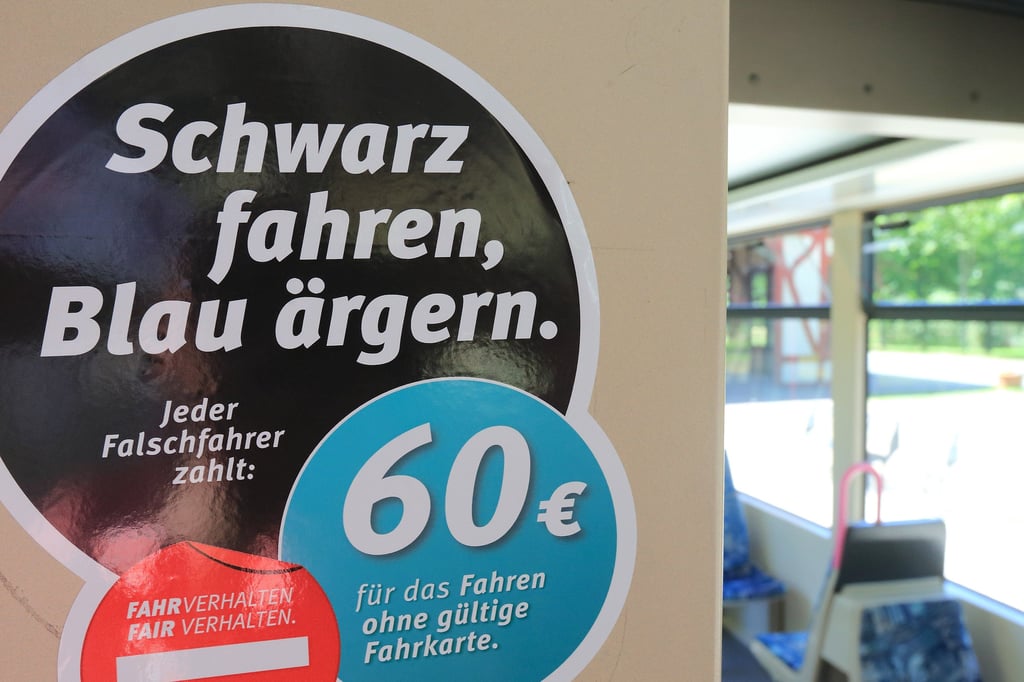 Schwarz
fahren,
Blau ärgern.
Jeder
Falschfahrer
zahlt:
60 €
für das Fahren
ohne gültige
Fahrkarte.
FAHRVERHALTEN.
FAIR VERHALTEN.